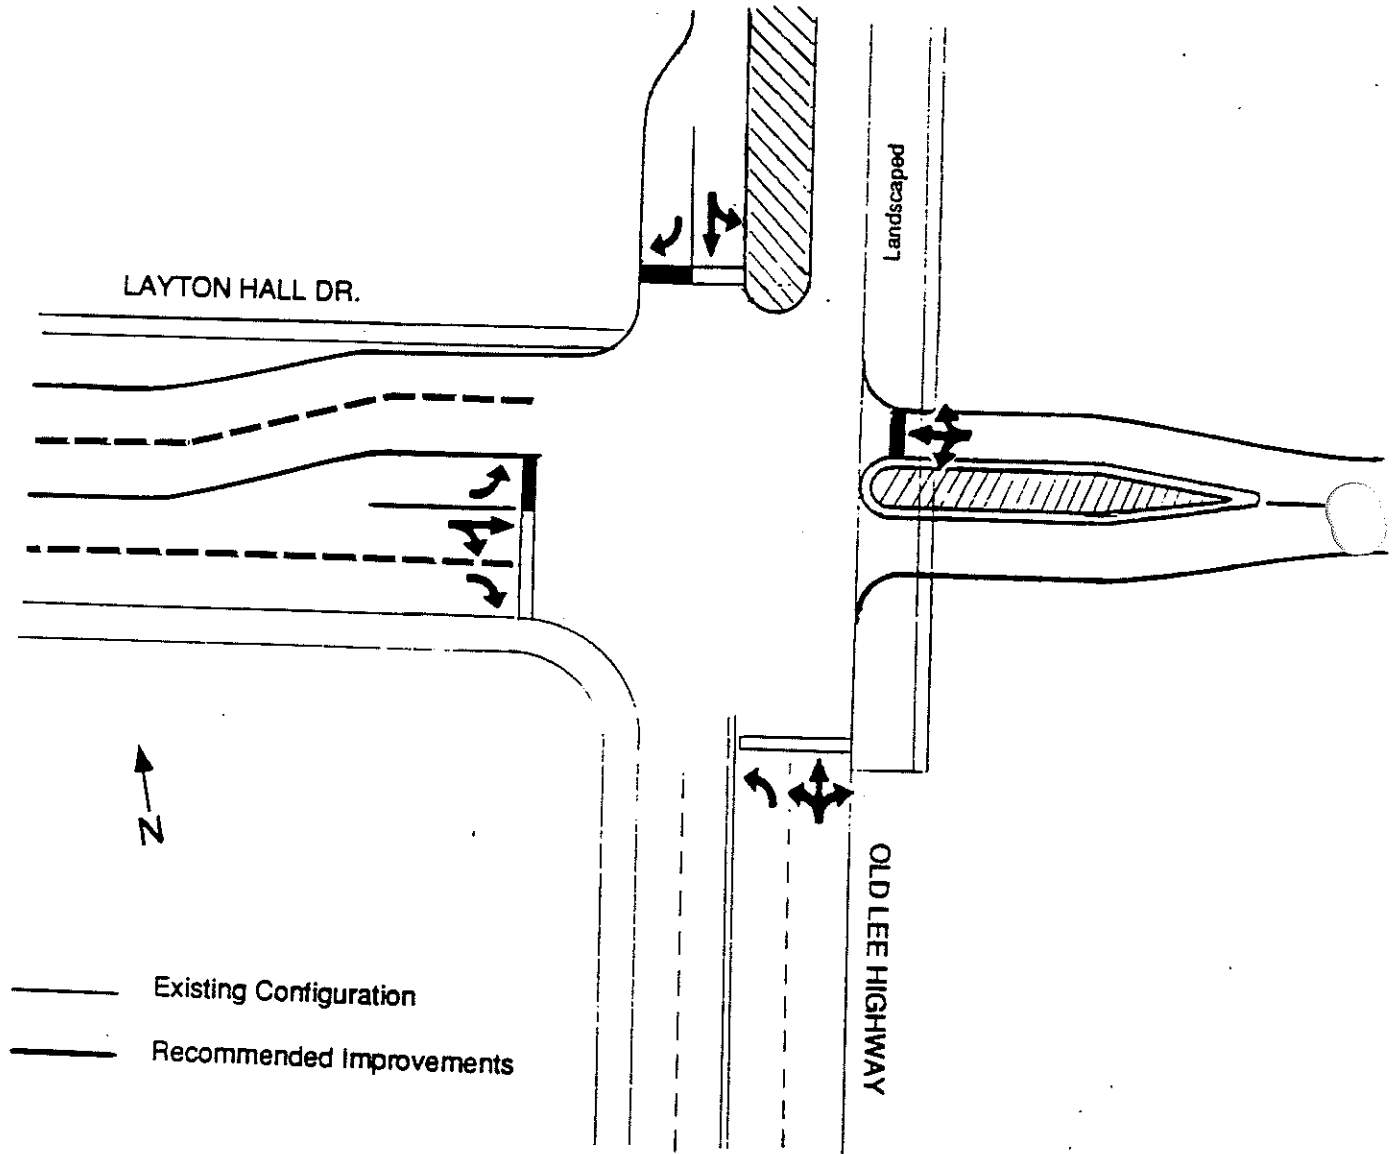 Landscaped
LAYTON HALL DR.
N
OLD LEE HIGHWAY
Existing Configuration
Recommended Improvements